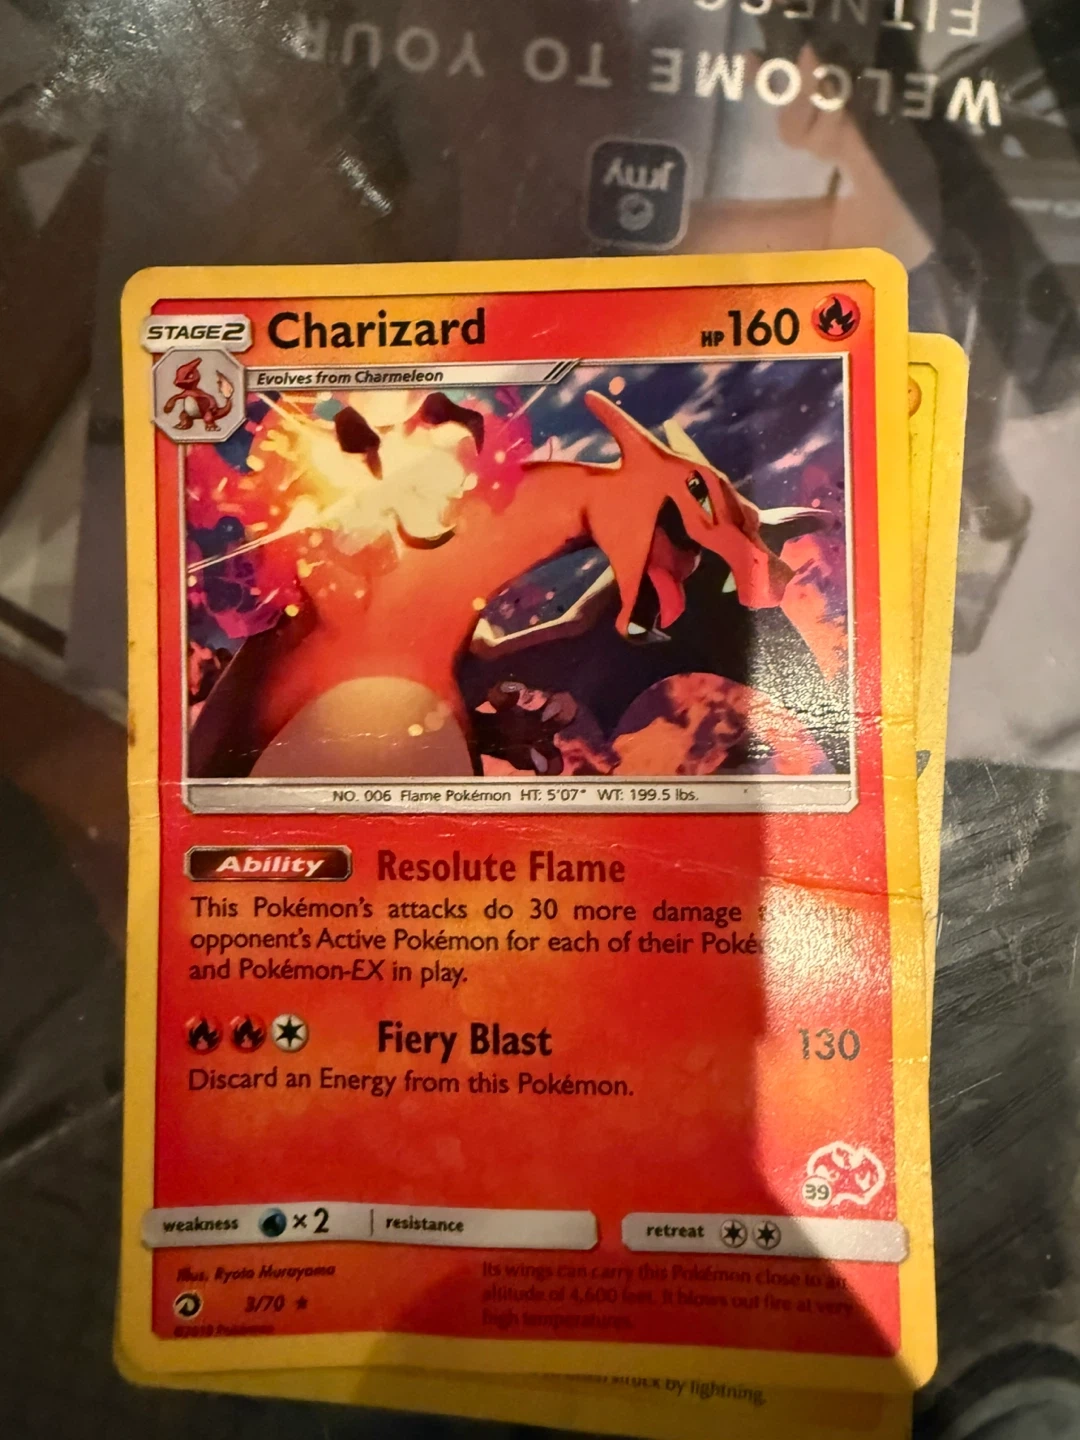 WELCOME TO YOUR
FITNESS
jrny
STAGE2 Charizard HP160
Evolves from Charmeleon
NO. 006 Flame Pokémon HT: 5'07" WT: 199.5 lbs.
Ability Resolute Flame
This Pokémon's attacks do 30 more damage
opponent's Active Pokémon for each of their
and Pokémon-EX in play.
Fiery Blast 130
Discard an Energy from this Pokémon.
39
weakness ×2 resistance retreat
Illus. Ryota Murayama
Its wings can carry this Pokémon close to an
altitude of 4,600 feet. It blows out fire at very
high temperatures.
3/70
©2019 Pokémon
struck by lightning.